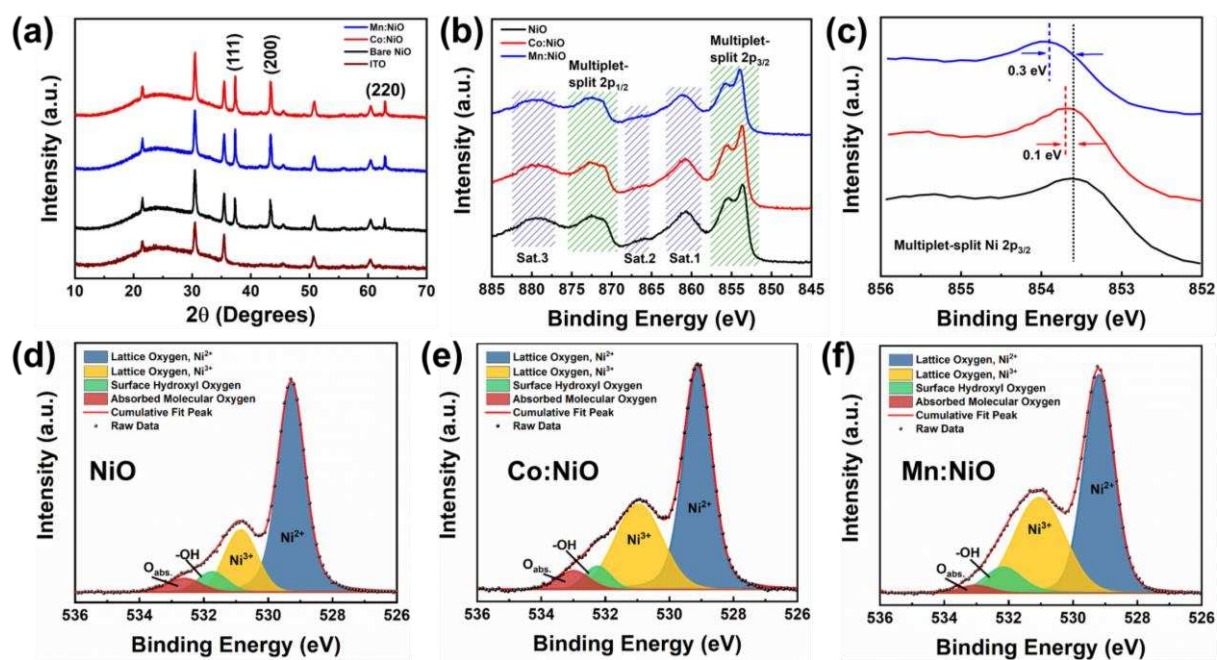 (a)
Mn:NiO
Co:NiO
Bare NiO
ITO
(111)
(200)
(220)
Intensity (a.u.)
10 20 30 40 50 60 70
2θ (Degrees)
(b)
NiO
Co:NiO
Mn:NiO
Multiplet-
split 2p1/2
Multiplet-
split 2p3/2
Sat.3
Sat.2
Sat.1
Intensity (a.u.)
885 880 875 870 865 860 855 850 845
Binding Energy (eV)
(c)
0.3 eV
0.1 eV
Multiplet-split Ni 2p3/2
Intensity (a.u.)
856 855 854 853 852
Binding Energy (eV)
(d)
Lattice Oxygen, Ni2+
Lattice Oxygen, Ni3+
Surface Hydroxyl Oxygen
Absorbed Molecular Oxygen
Cumulative Fit Peak
Raw Data
NiO
Oabs.
-OH
Ni3+
Ni2+
Intensity (a.u.)
536 534 532 530 528 526
Binding Energy (eV)
(e)
Lattice Oxygen, Ni2+
Lattice Oxygen, Ni3+
Surface Hydroxyl Oxygen
Absorbed Molecular Oxygen
Cumulative Fit Peak
Raw Data
Co:NiO
Oabs.
-OH
Ni3+
Ni2+
Intensity (a.u.)
536 534 532 530 528 526
Binding Energy (eV)
(f)
Lattice Oxygen, Ni2+
Lattice Oxygen, Ni3+
Surface Hydroxyl Oxygen
Absorbed Molecular Oxygen
Cumulative Fit Peak
Raw Data
Mn:NiO
Oabs.
-OH
Ni3+
Ni2+
Intensity (a.u.)
536 534 532 530 528 526
Binding Energy (eV)